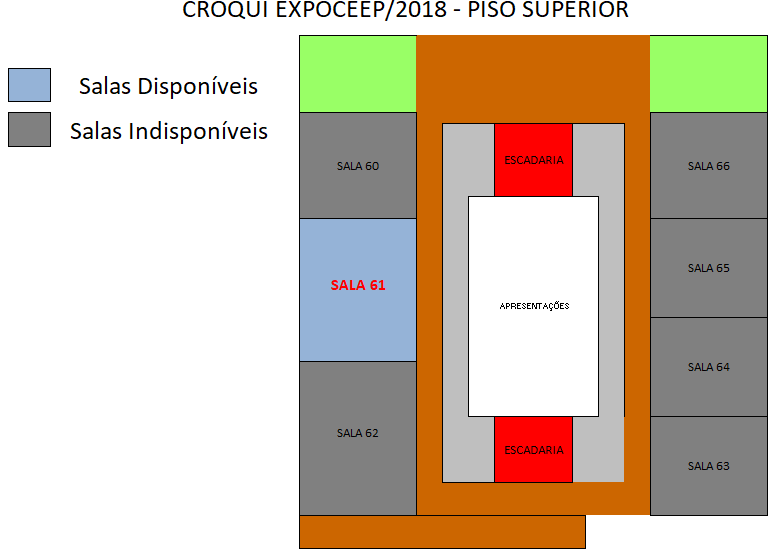 CROQUI EXPOCEEP/2018 - PISO SUPERIOR
Salas Disponíveis
Salas Indisponíveis
ESCADARIA
SALA 60
SALA 66
SALA 65
SALA 61
APRESENTAÇÕES
SALA 64
SALA 62
ESCADARIA
SALA 63